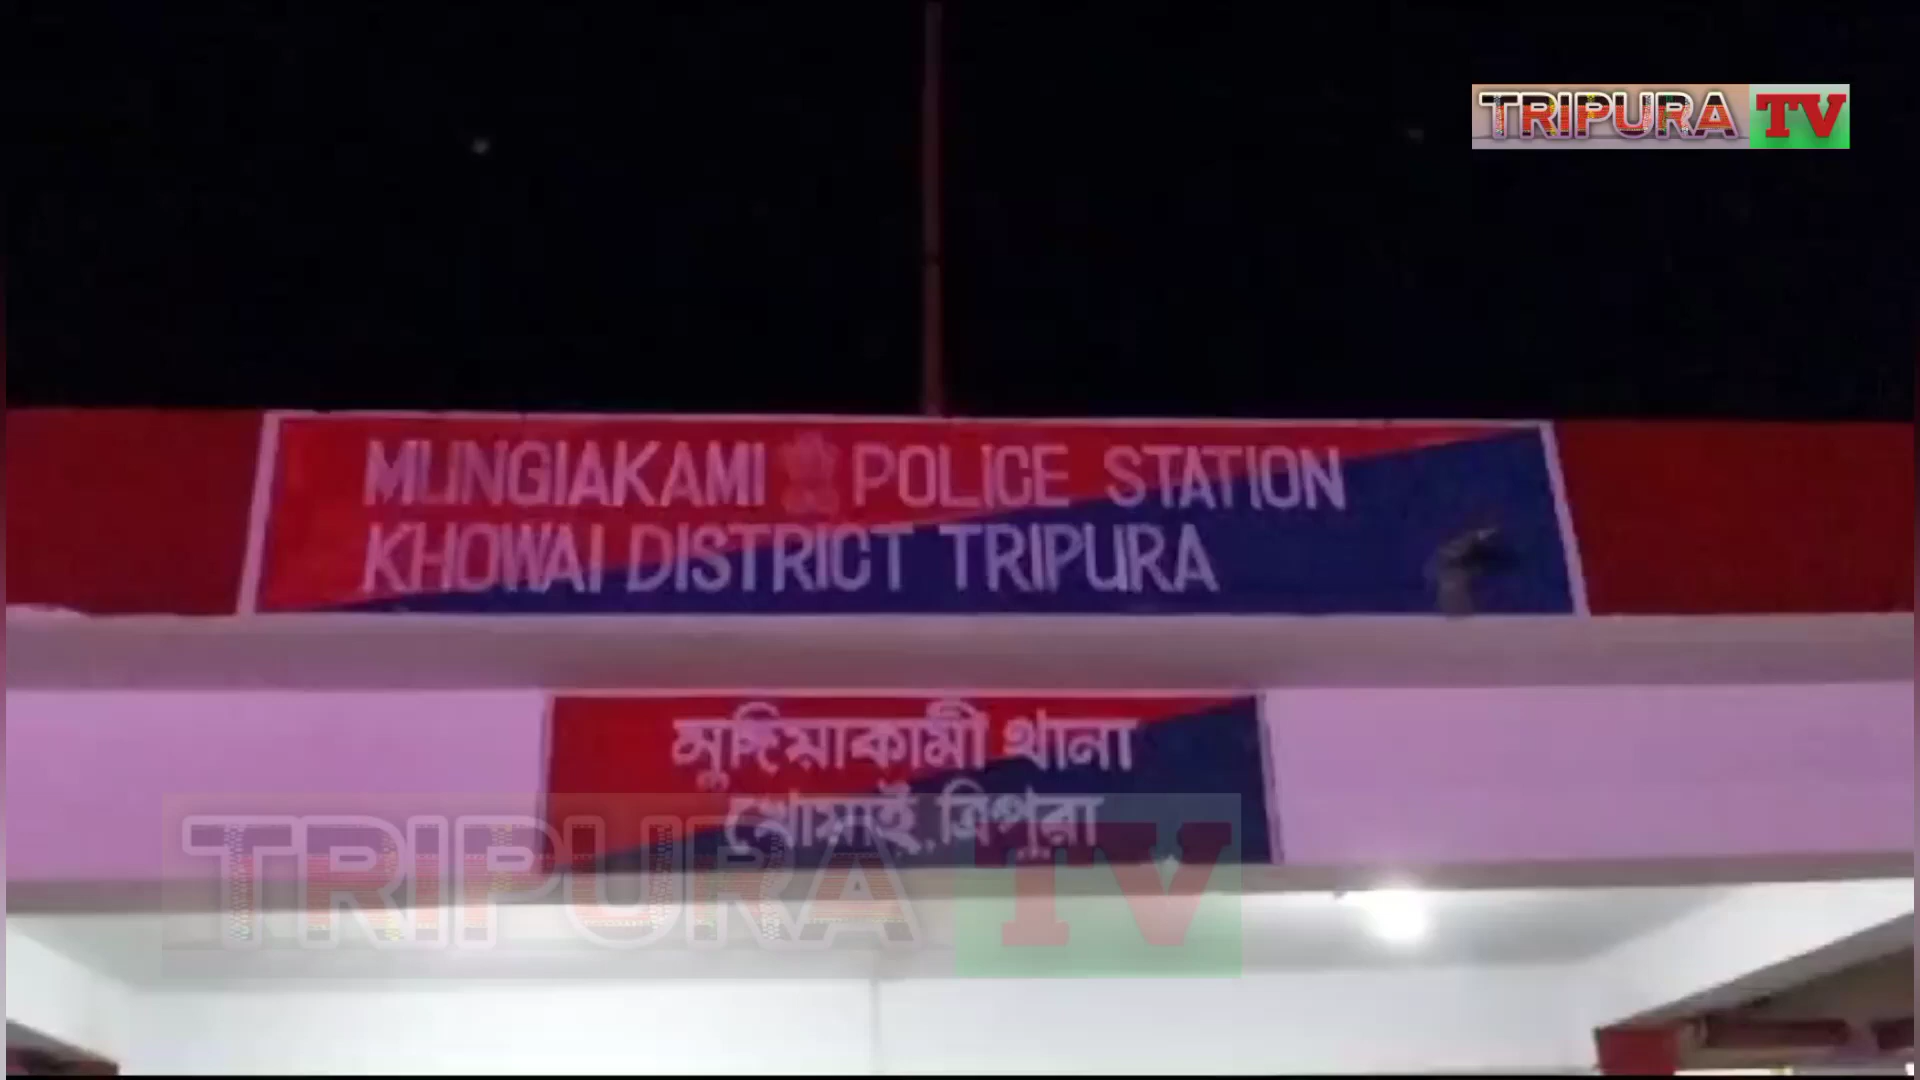 TRIPURA TV
MUNGIAKAMI POLICE STATION
KHOWAI DISTRICT TRIPURA
মুঙ্গিয়াকামী থানা
খোয়াই, ত্রিপুরা
TRIPURA TV